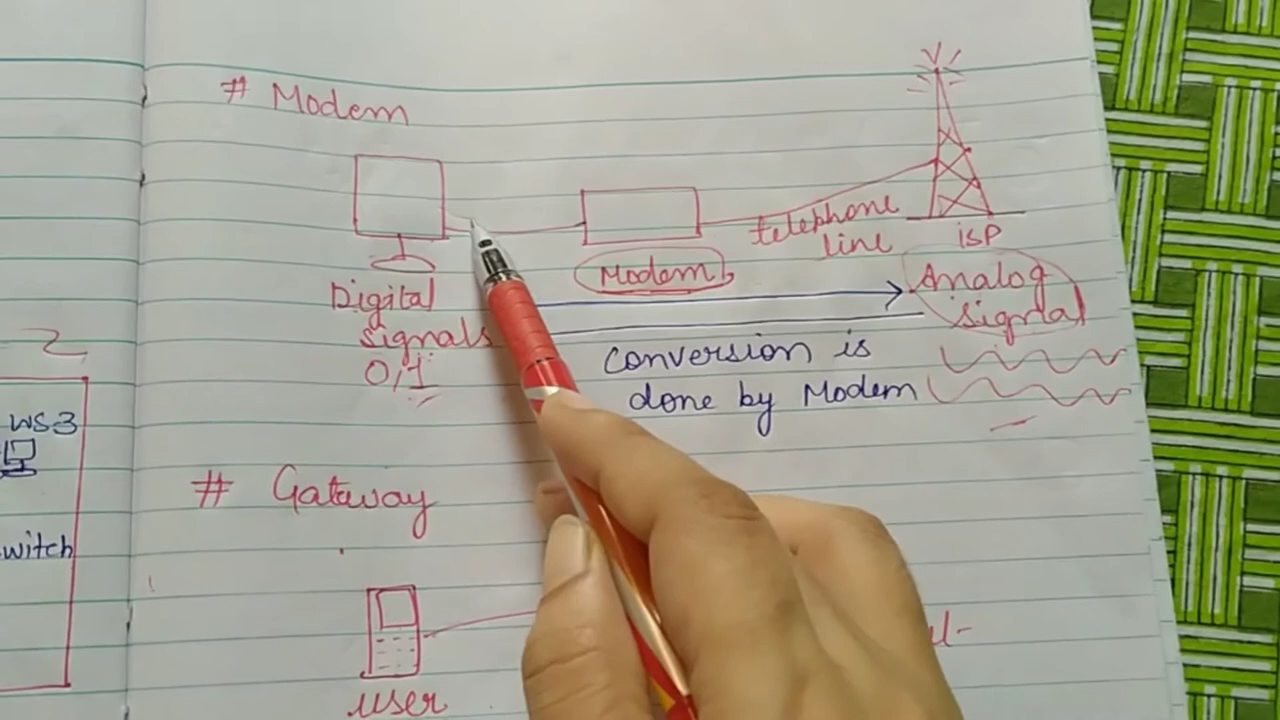 # Modem
telephone
line
ISP
Modem
Digital
signals
0,1
Analog
signal
Conversion is
done by Modem
2
WS3
witch
# Gateway
user